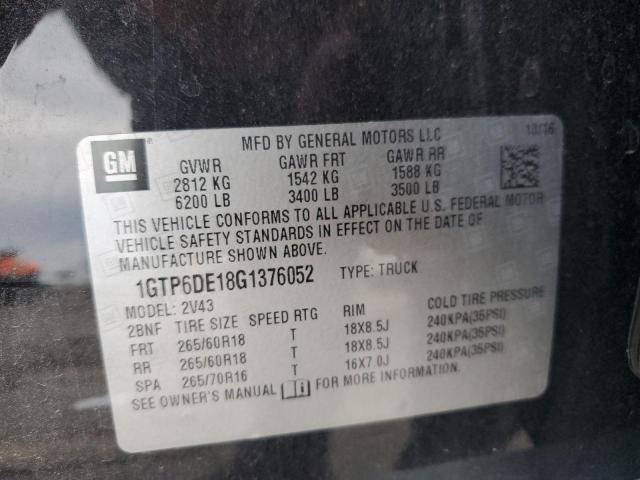 MFD BY GENERAL MOTORS LLC 10/16
GM
GVWR GAWR FRT GAWR RR
2812 KG 1542 KG 1588 KG
6200 LB 3400 LB 3500 LB
THIS VEHICLE CONFORMS TO ALL APPLICABLE U.S. FEDERAL MOTOR
VEHICLE SAFETY STANDARDS IN EFFECT ON THE DATE OF
MANUFACTURE SHOWN ABOVE.
1GTP6DE18G1376052 TYPE: TRUCK
MODEL: 2V43
2BNF TIRE SIZE SPEED RTG RIM COLD TIRE PRESSURE
FRT 265/60R18 T 18X8.5J 240KPA(35PSI)
RR 265/60R18 T 18X8.5J 240KPA(35PSI)
SPA 265/70R16 T 16X7.0J 240KPA(35PSI)
SEE OWNER'S MANUAL FOR MORE INFORMATION.